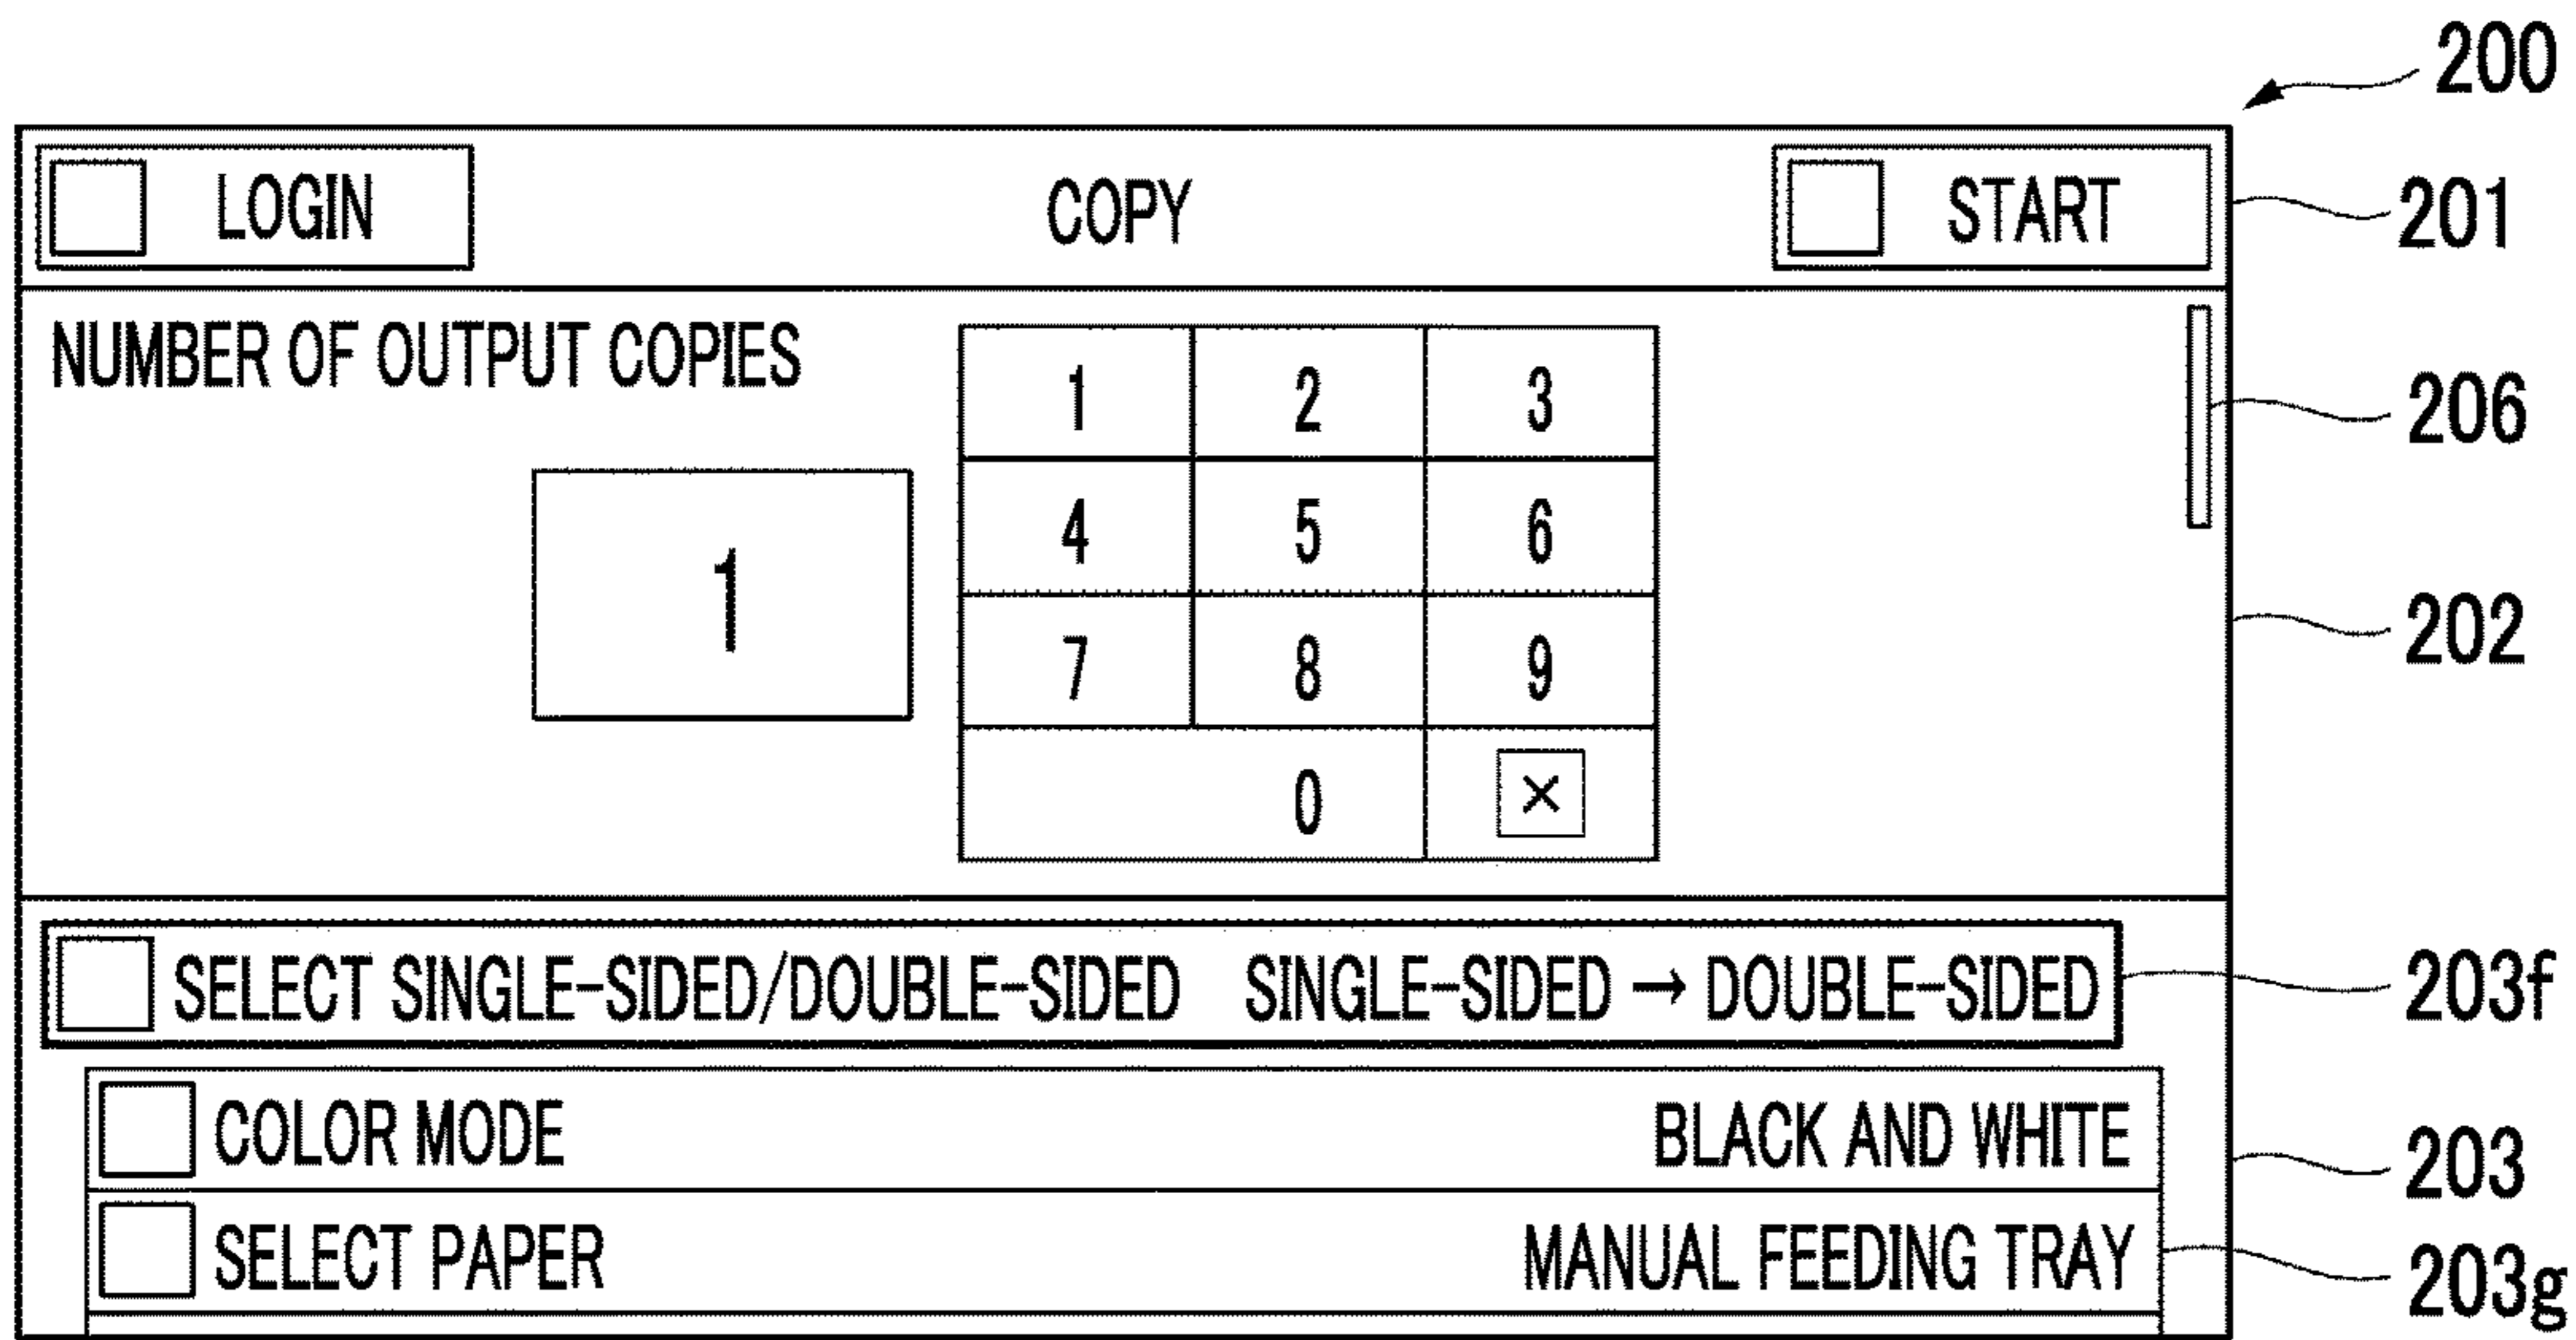 200
LOGIN COPY START 201
NUMBER OF OUTPUT COPIES
1 2 3 206
4 5 6
1
7 8 9 202
0 ×
SELECT SINGLE-SIDED/DOUBLE-SIDED SINGLE-SIDED → DOUBLE-SIDED 203f
COLOR MODE BLACK AND WHITE 203
SELECT PAPER MANUAL FEEDING TRAY 203g